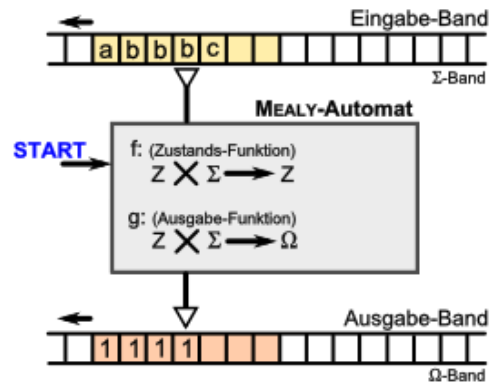 Eingabe-Band
a b b b c
Σ-Band
MEALY-Automat
START
f: (Zustands-Funktion)
Z × Σ → Z
g: (Ausgabe-Funktion)
Z × Σ → Ω
Ausgabe-Band
1 1 1 1
Ω-Band